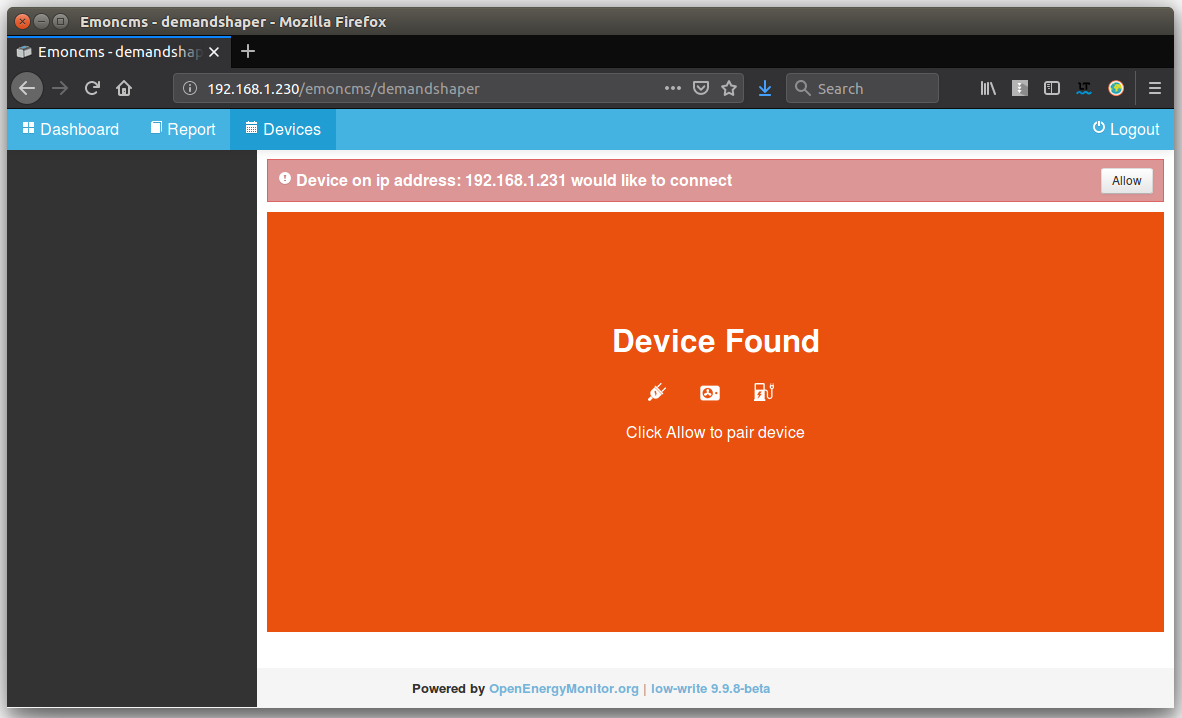 Emoncms - demandshaper - Mozilla Firefox
Emoncms - demandshap
192.168.1.230/emoncms/demandshaper
Search
Dashboard
Report
Devices
Logout
Device on ip address: 192.168.1.231 would like to connect
Allow
Device Found
Click Allow to pair device
Powered by OpenEnergyMonitor.org | low-write 9.9.8-beta